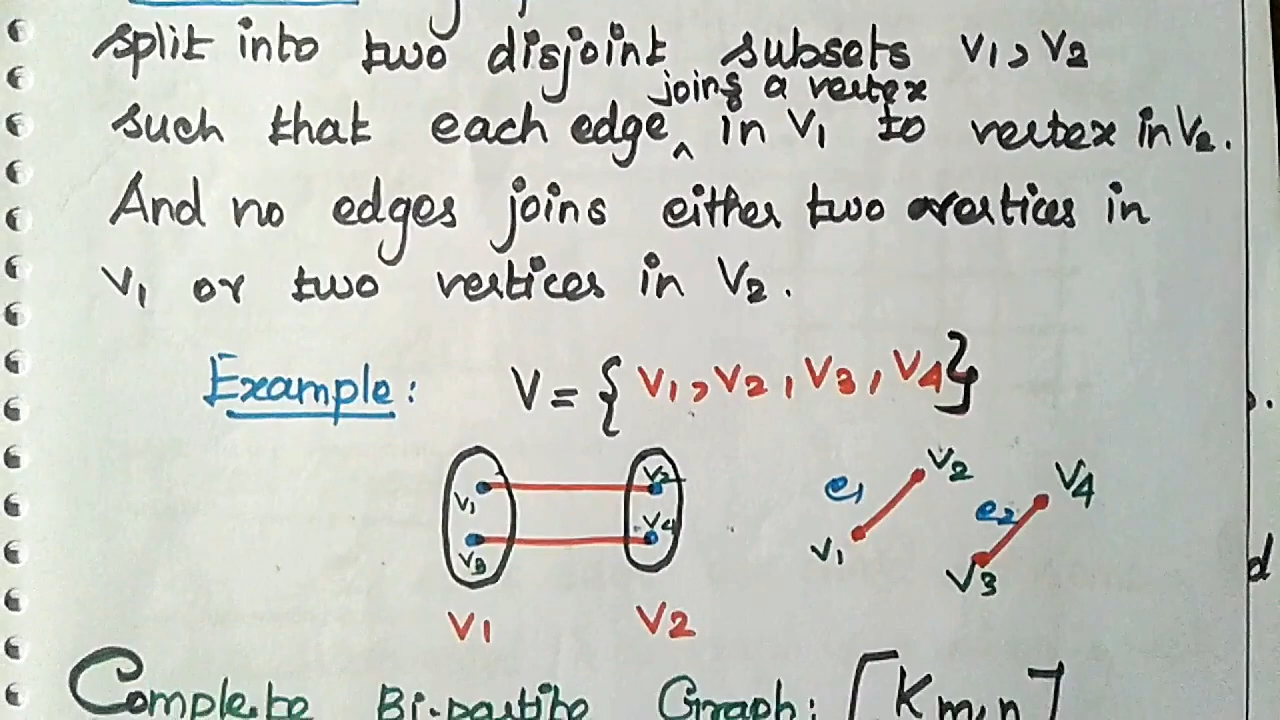 split into two disjoint subsets V1, V2
joins a vertex
such that each edge ^ in V1 to vertex in V2.
And no edges joins either two vertices in
V1 or two vertices in V2.
Example: V = { V1, V2, V3, V4 }
V1 V2 e1 V2 V4
V3 V4 V1 e2 V3
V1 V2
Complete Bi-partite Graph: [Km,n]